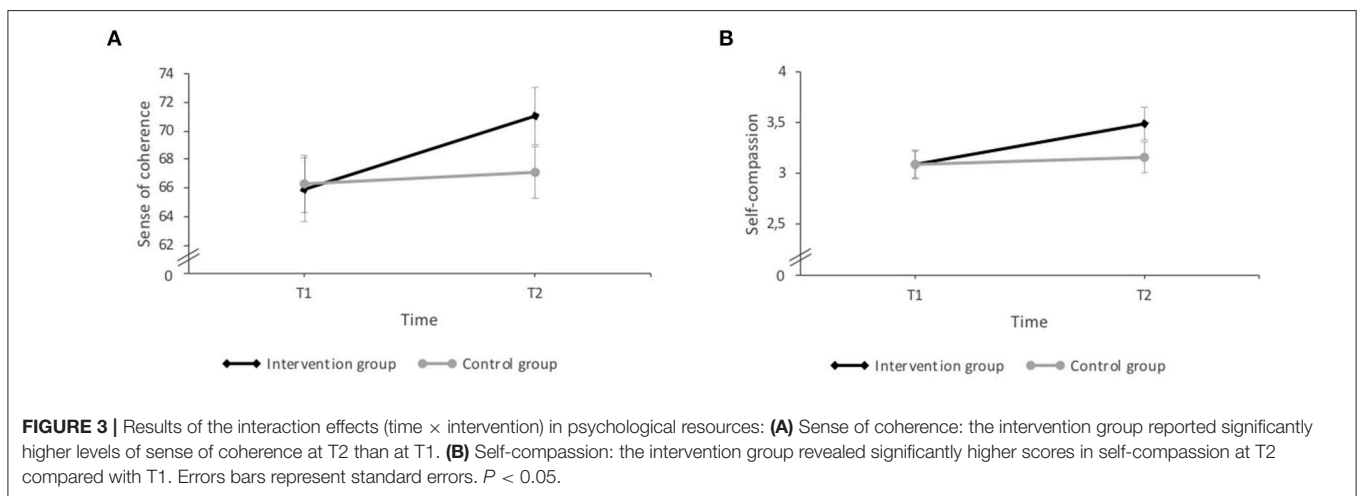 A
74
72
70
68
66
64
62
0
Sense of coherence
T1
T2
Time
Intervention group
Control group
B
4
3,5
3
2,5
0
Self-compassion
T1
T2
Time
Intervention group
Control group
FIGURE 3 | Results of the interaction effects (time × intervention) in psychological resources: (A) Sense of coherence: the intervention group reported significantly
higher levels of sense of coherence at T2 than at T1. (B) Self-compassion: the intervention group revealed significantly higher scores in self-compassion at T2
compared with T1. Errors bars represent standard errors. P < 0.05.